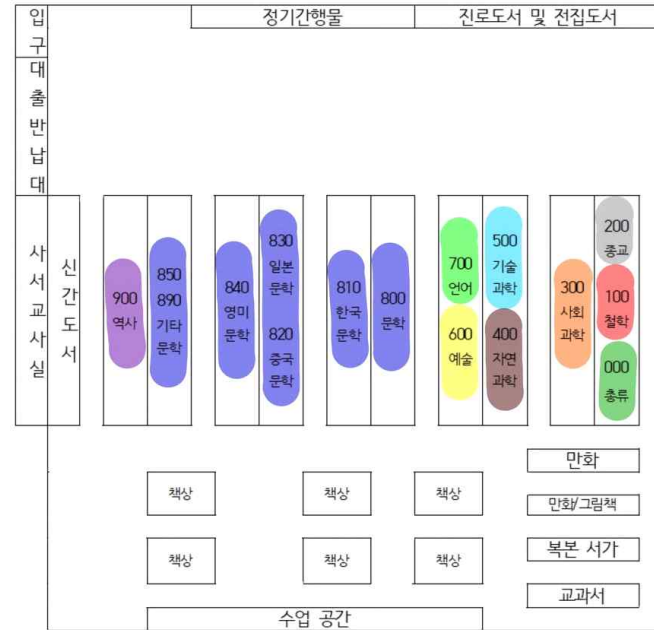 입
구
정기간행물
진로도서 및 전집도서
대
출
반
납
대
사
서
교
사
실
신
간
도
서
900
역사
850
890
기타
문학
840
영미
문학
830
일본
문학
820
중국
문학
810
한국
문학
800
문학
700
언어
600
예술
500
기술
과학
400
자연
과학
300
사회
과학
200
종교
100
철학
000
총류
만화
만화/그림책
복본 서가
교과서
책상
책상
책상
책상
책상
책상
수업 공간